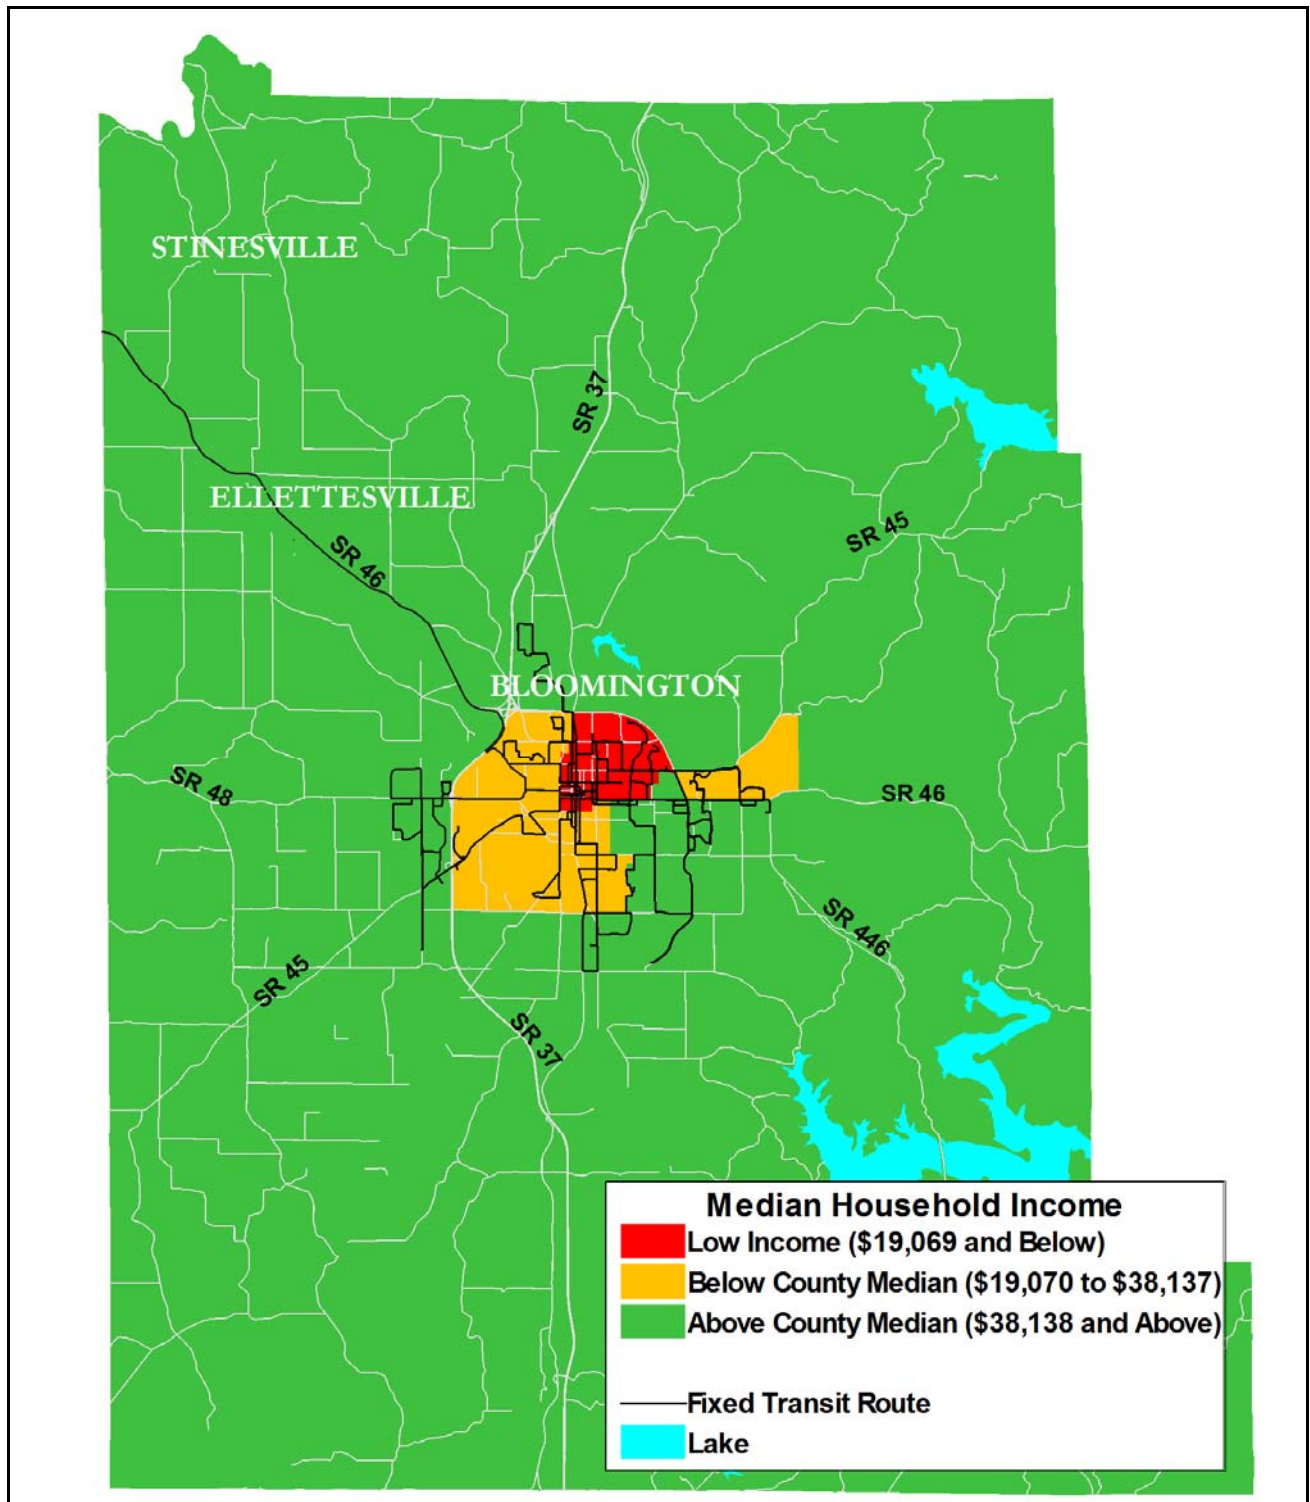 STINESVILLE
SR 37
ELLETTESVILLE
SR 45
SR 46
BLOOMINGTON
SR 48
SR 46
SR 446
SR 45
SR 37
Median Household Income
Low Income ($19,069 and Below)
Below County Median ($19,070 to $38,137)
Above County Median ($38,138 and Above)
Fixed Transit Route
Lake